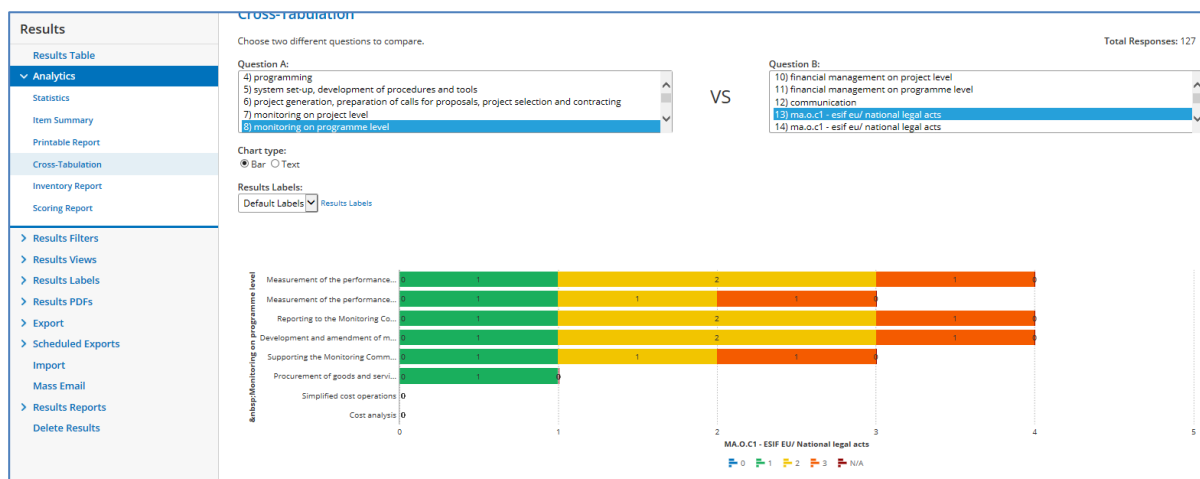 Results
Results Table
Analytics
Statistics
Item Summary
Printable Report
Cross-Tabulation
Inventory Report
Scoring Report
Results Filters
Results Views
Results Labels
Results PDFs
Export
Scheduled Exports
Import
Mass Email
Results Reports
Delete Results
Cross-Tabulation
Choose two different questions to compare.
Total Responses: 127
Question A:
4) programming
5) system set-up, development of procedures and tools
6) project generation, preparation of calls for proposals, project selection and contracting
7) monitoring on project level
8) monitoring on programme level
VS
Question B:
10) financial management on project level
11) financial management on programme level
12) communication
13) ma.o.c1 - esif eu/ national legal acts
14) ma.o.c1 - esif eu/ national legal acts
Chart type:
Bar Text
Results Labels:
Default Labels Results Labels
&nbsp;Monitoring on programme level
Measurement of the performance... 0 1 2 1 0
Measurement of the performance... 0 1 1 1 0
Reporting to the Monitoring Co... 0 1 2 1 0
Development and amendment of m... 0 1 2 1 0
Supporting the Monitoring Comm... 0 1 1 1 0
Procurement of goods and servi... 0 1 0
Simplified cost operations 0
Cost analysis 0
0 1 2 3 4 5
MA.O.C1 - ESIF EU/ National legal acts
0 1 2 3 N/A